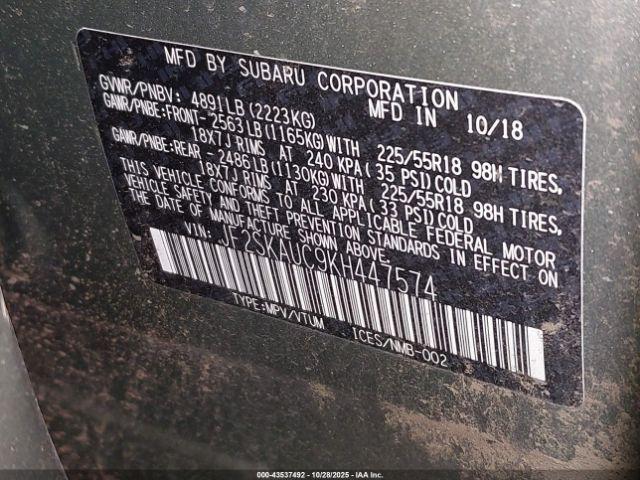 MFD BY SUBARU CORPORATION
GVWR/PNBV: 4891LB(2223KG) MFD IN 10/18
GAWR/PNBE:FRONT-2563LB(1165KG)WITH 225/55R18 98H TIRES,
18X7J RIMS AT 240 KPA(35 PSI)COLD
GAWR/PNBE:REAR -2486LB(1130KG)WITH 225/55R18 98H TIRES,
18X7J RIMS AT 230 KPA(33 PSI)COLD
THIS VEHICLE CONFORMS TO ALL APPLICABLE FEDERAL MOTOR
VEHICLE SAFETY AND THEFT PREVENTION STANDARDS IN EFFECT ON
THE DATE OF MANUFACTURE SHOWN ABOVE.
VIN: JF2SKAUC9KH447574
TYPE:MPV/VTUM ICES/NMB-002
000-43537492 - 10/28/2025 - IAAI, Inc.